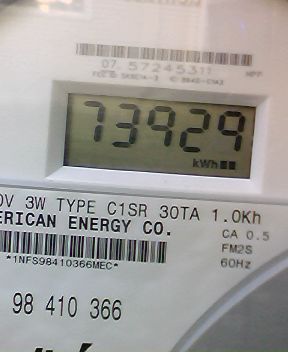 07 57245311
73929
kWh
0V 3W TYPE C1SR 30TA 1.0Kh
ERICAN ENERGY CO.
CA 0.5
FM2S
*1NFS98410366MEC*
60Hz
98 410 366